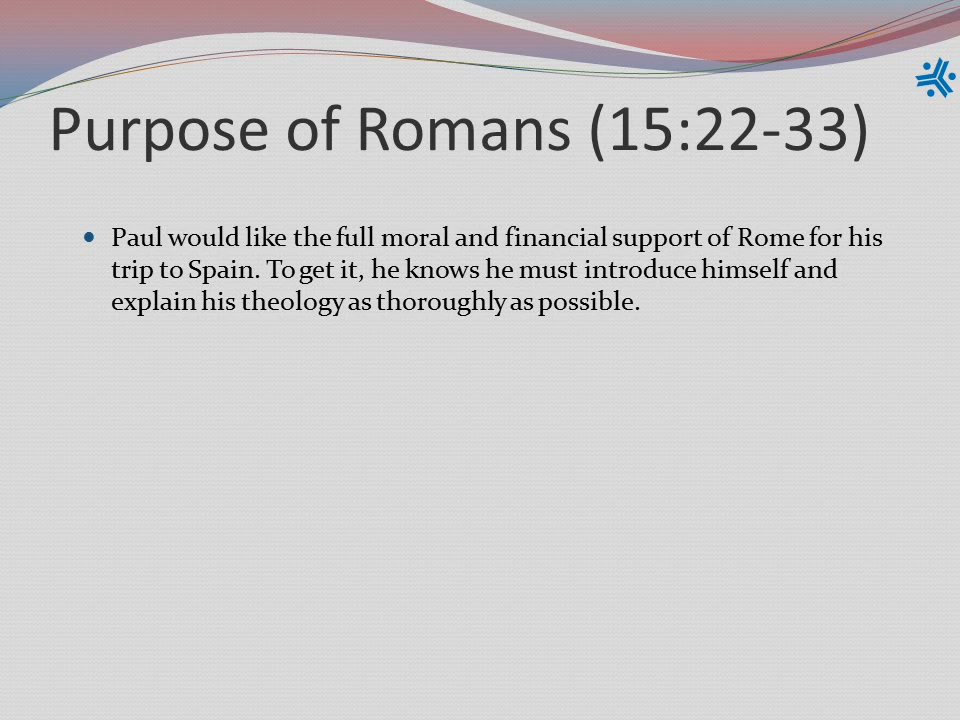 Purpose of Romans (15:22-33)
Paul would like the full moral and financial support of Rome for his
trip to Spain. To get it, he knows he must introduce himself and
explain his theology as thoroughly as possible.